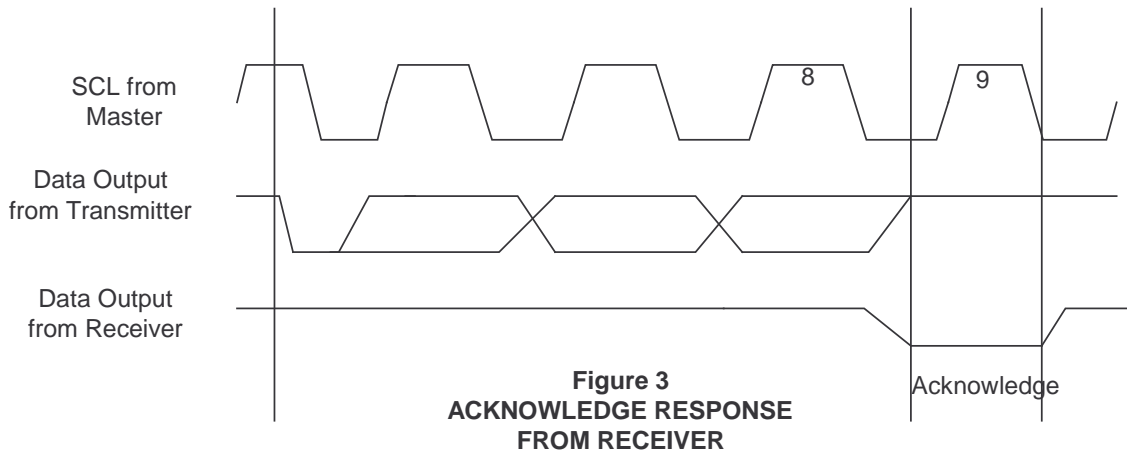 SCL from
Master
8
9
Data Output
from Transmitter
Data Output
from Receiver
Acknowledge
Figure 3
ACKNOWLEDGE RESPONSE
FROM RECEIVER